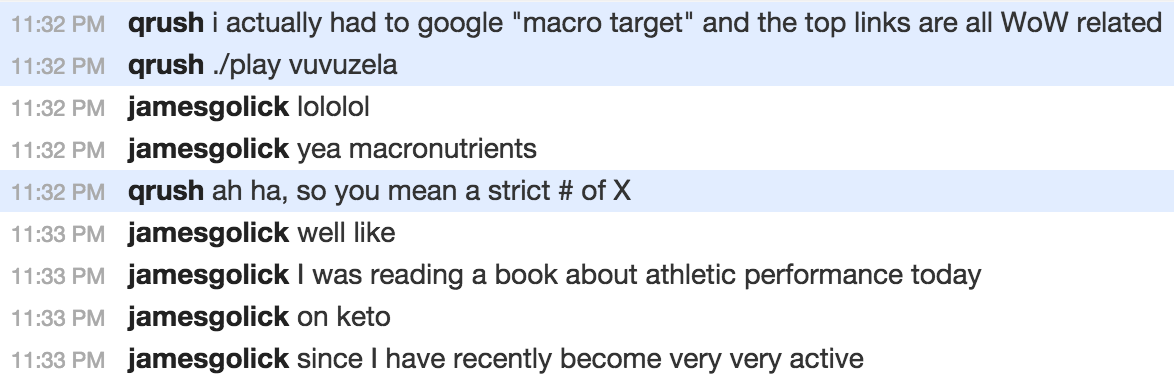 11:32 PM qrush i actually had to google "macro target" and the top links are all WoW related
11:32 PM qrush ./play vuvuzela
11:32 PM jamesgolick lololol
11:32 PM jamesgolick yea macronutrients
11:32 PM qrush ah ha, so you mean a strict # of X
11:33 PM jamesgolick well like
11:33 PM jamesgolick I was reading a book about athletic performance today
11:33 PM jamesgolick on keto
11:33 PM jamesgolick since I have recently become very very active